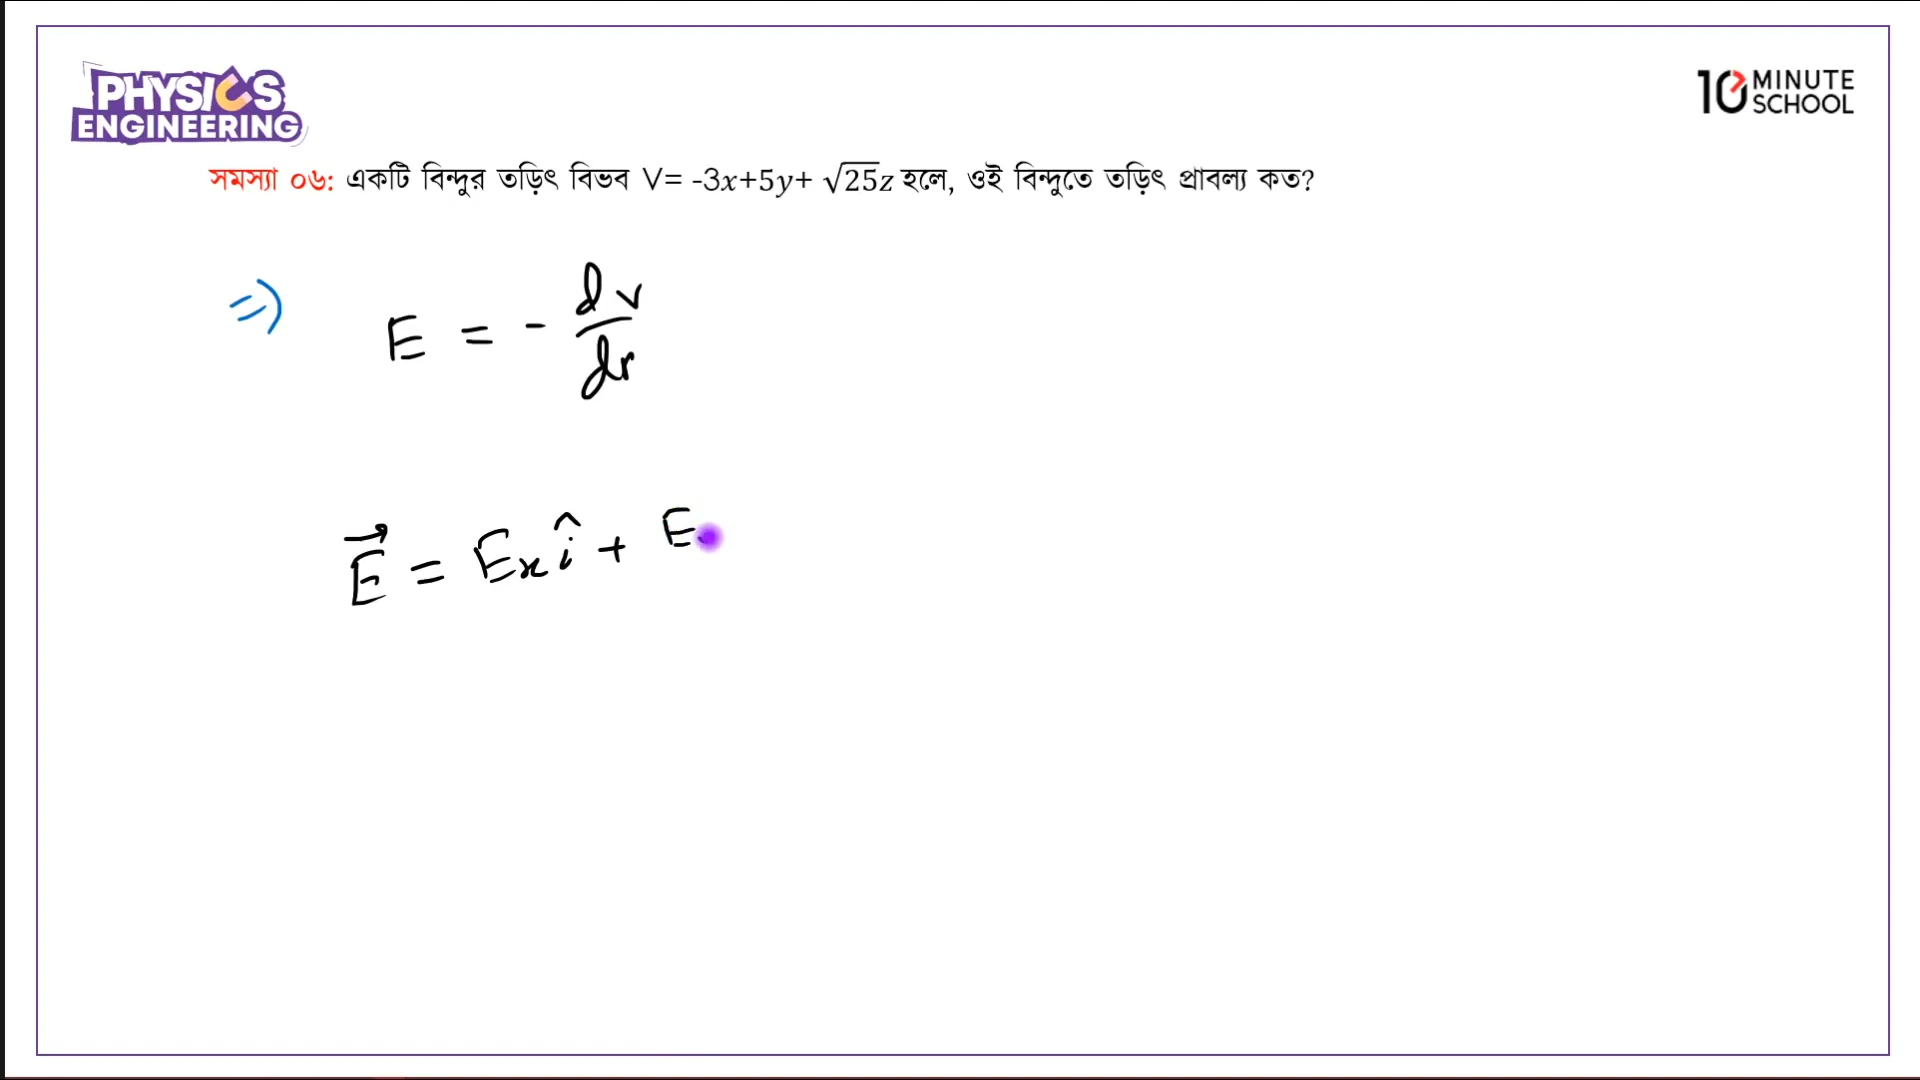 PHYSICS
ENGINEERING
10 MINUTE
SCHOOL
সমস্যা ০৬: একটি বিন্দুর তড়িৎ বিভব V= -3x+5y+ √25z হলে, ওই বিন্দুতে তড়িৎ প্রাবল্য কত?
=> E = - dv/dr
E⃗ = Ex î + E